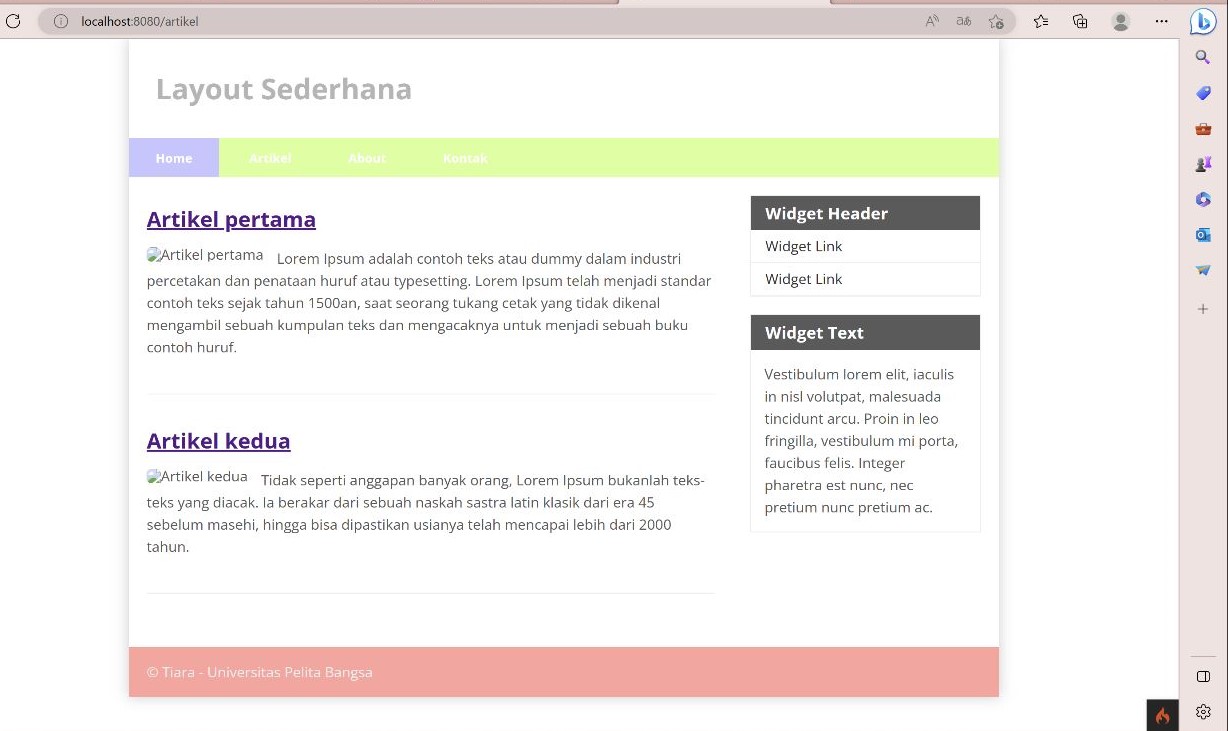 localhost:8080/artikel
Layout Sederhana
Home Artikel About Kontak
Artikel pertama
Artikel pertama Lorem Ipsum adalah contoh teks atau dummy dalam industri
percetakan dan penataan huruf atau typesetting. Lorem Ipsum telah menjadi standar
contoh teks sejak tahun 1500an, saat seorang tukang cetak yang tidak dikenal
mengambil sebuah kumpulan teks dan mengacaknya untuk menjadi sebuah buku
contoh huruf.
Artikel kedua
Artikel kedua Tidak seperti anggapan banyak orang, Lorem Ipsum bukanlah teks-
teks yang diacak. Ia berakar dari sebuah naskah sastra latin klasik dari era 45
sebelum masehi, hingga bisa dipastikan usianya telah mencapai lebih dari 2000
tahun.
Widget Header
Widget Link
Widget Link
Widget Text
Vestibulum lorem elit, iaculis
in nisl volutpat, malesuada
tincidunt arcu. Proin in leo
fringilla, vestibulum mi porta,
faucibus felis. Integer
pharetra est nunc, nec
pretium nunc pretium ac.
© Tiara - Universitas Pelita Bangsa